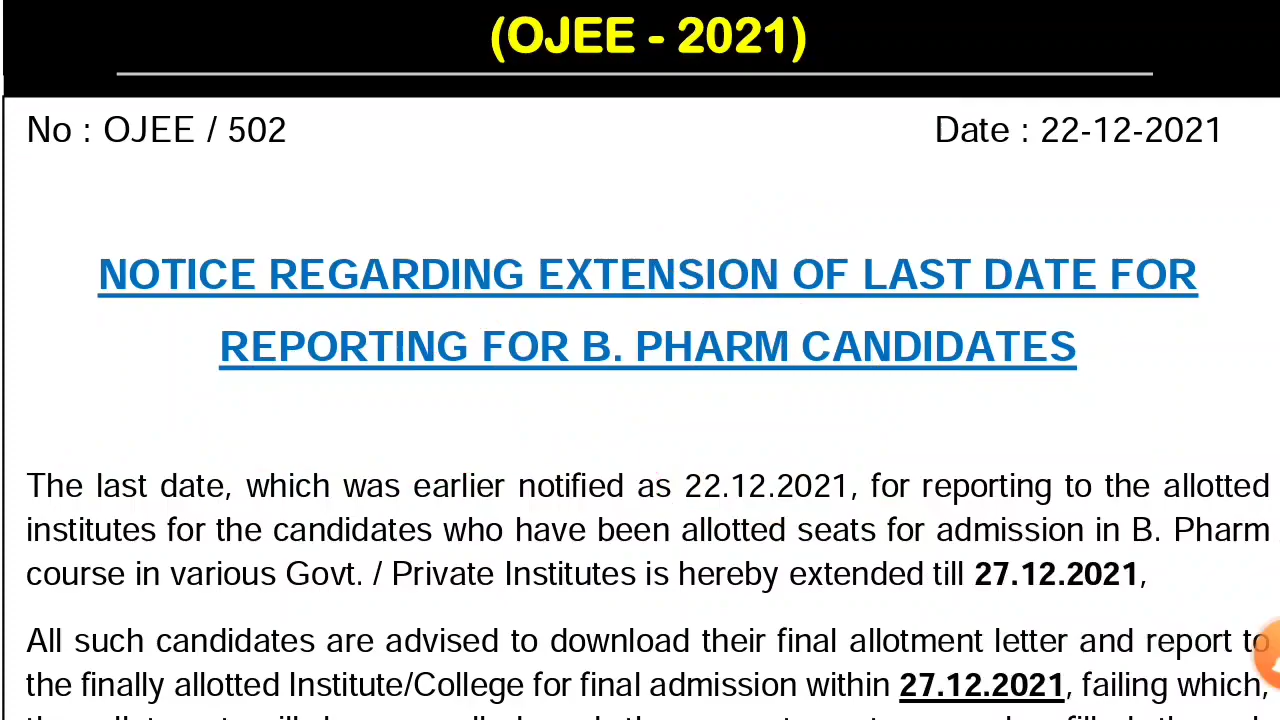 (OJEE - 2021)
No : OJEE / 502 Date : 22-12-2021
NOTICE REGARDING EXTENSION OF LAST DATE FOR
REPORTING FOR B. PHARM CANDIDATES
The last date, which was earlier notified as 22.12.2021, for reporting to the allotted
institutes for the candidates who have been allotted seats for admission in B. Pharm
course in various Govt. / Private Institutes is hereby extended till 27.12.2021,
All such candidates are advised to download their final allotment letter and report to
the finally allotted Institute/College for final admission within 27.12.2021, failing which,